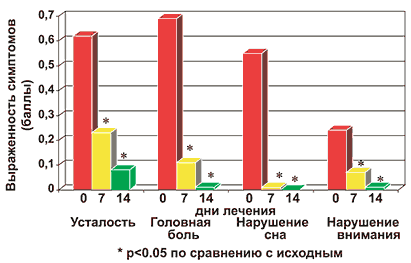 Выраженность симптомов
(баллы)
0,7
0,6
0,5
0,4
0,3
0,2
0,1
0
* * * * * * * *
0 7 14 0 7 14 0 7 14 0 7 14
дни лечения
Усталость Головная Нарушение Нарушение
боль сна внимания
* p<0.05 по сравнению с исходным